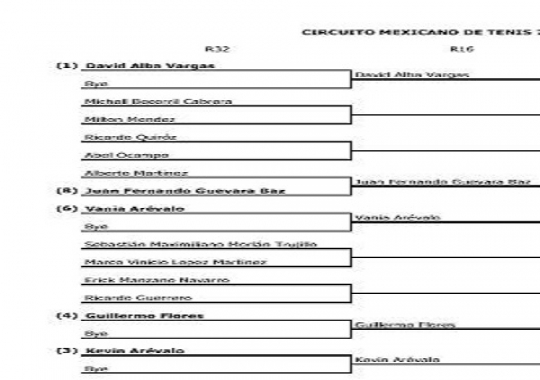 CIRCUITO MEXICANO DE TENIS
R32 R16
(1) David Alba Vargas
David Alba Vargas
Bye
Michell Becerril Cabrera
Milton Mendez
Ricardo Quiróz
Abel Ocampo
Alberto Martinez
Juan Fernando Guevara Baz
(8) Juan Fernando Guevara Baz
(6) Vania Arévalo
Vania Arévalo
Bye
Sebastián Maximiliano Morlán Trujillo
Marco Vinicio Lopez Martinez
Erick Manzano Navarro
Ricardo Guerrero
(4) Guillermo Flores
Guillermo Flores
Bye
(3) Kevin Arévalo
Kevin Arévalo
Bye